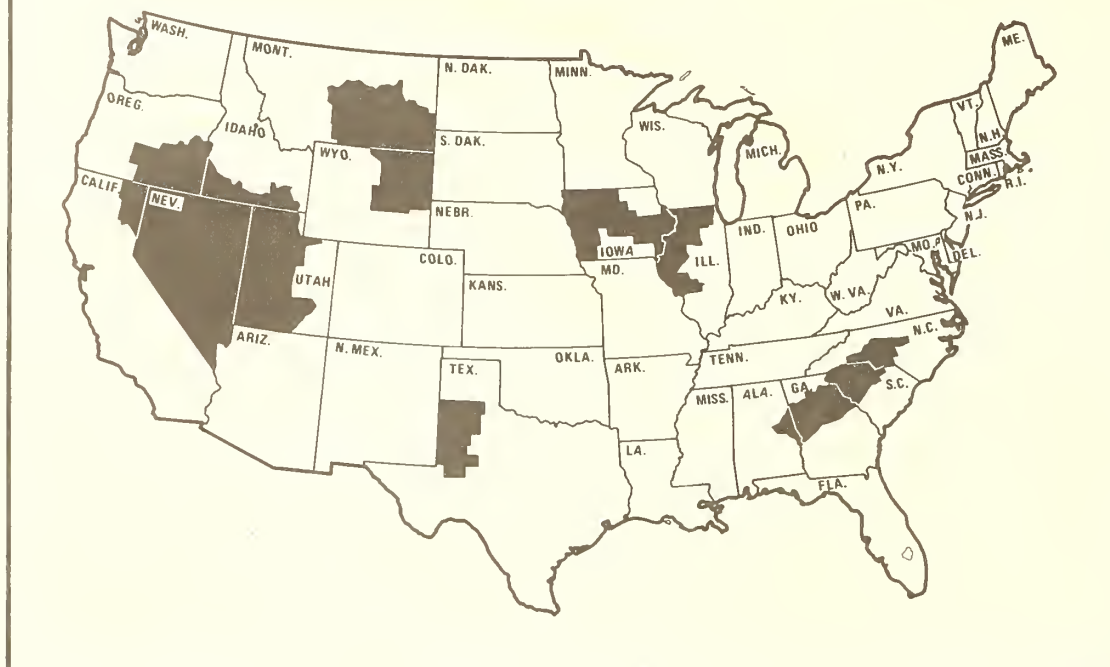 WASH.
MONT.
N. DAK.
MINN.
ME.
OREG.
IDAHO
S. DAK.
WIS.
MICH.
VT.
N.H.
WYO.
N.Y.
MASS.
CONN.
R.I.
CALIF.
NEV.
NEBR.
IOWA
ILL.
IND.
OHIO
PA.
N.J.
UTAH
COLO.
KANS.
MD.
KY.
W. VA.
MO.
DEL.
VA.
ARIZ.
N. MEX.
OKLA.
ARK.
TENN.
N.C.
TEX.
MISS.
ALA.
GA.
S.C.
LA.
FLA.